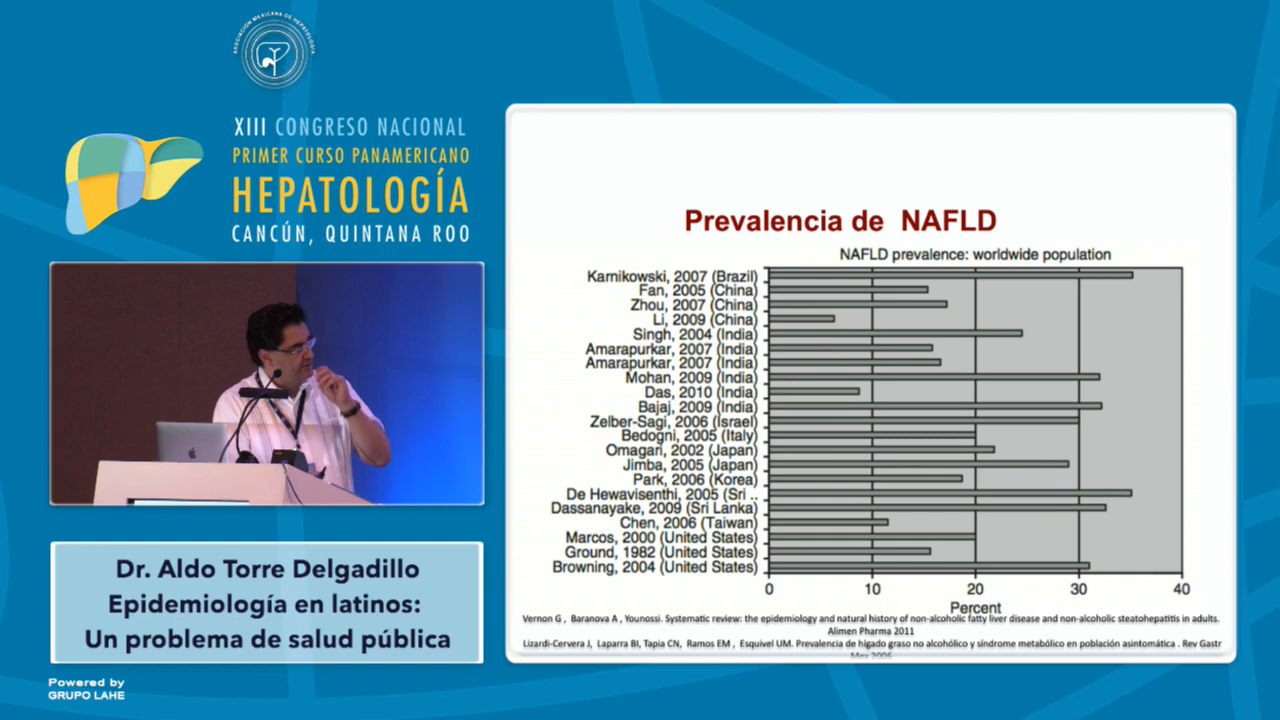 ASOCIACIÓN MEXICANA DE HEPATOLOGÍA
XIII CONGRESO NACIONAL
PRIMER CURSO PANAMERICANO
HEPATOLOGÍA
CANCÚN, QUINTANA ROO
Dr. Aldo Torre Delgadillo
Epidemiología en latinos:
Un problema de salud pública
Powered by
GRUPO LAHE
Prevalencia de NAFLD
NAFLD prevalence: worldwide population
Karnikowski, 2007 (Brazil)
Fan, 2005 (China)
Zhou, 2007 (China)
Li, 2009 (China)
Singh, 2004 (India)
Amarapurkar, 2007 (India)
Amarapurkar, 2007 (India)
Mohan, 2009 (India)
Das, 2010 (India)
Bajaj, 2009 (India)
Zelber-Sagi, 2006 (Israel)
Bedogni, 2005 (Italy)
Omagari, 2002 (Japan)
Jimba, 2005 (Japan)
Park, 2006 (Korea)
De Hewavisenthi, 2005 (Sri ..
Dassanayake, 2009 (Sri Lanka)
Chen, 2006 (Taiwan)
Marcos, 2000 (United States)
Ground, 1982 (United States)
Browning, 2004 (United States)
0 10 20 30 40
Percent
Vernon G , Baranova A , Younossi. Systematic review: the epidemiology and natural history of non-alcoholic fatty liver disease and non-alcoholic steatohepatitis in adults.
Alimen Pharma 2011
Lizardi-Cervera J, Laparra BI, Tapia CN, Ramos EM , Esquivel UM. Prevalencia de hígado graso no alcohólico y síndrome metabólico en población asintomática . Rev Gastr
Mex 2006